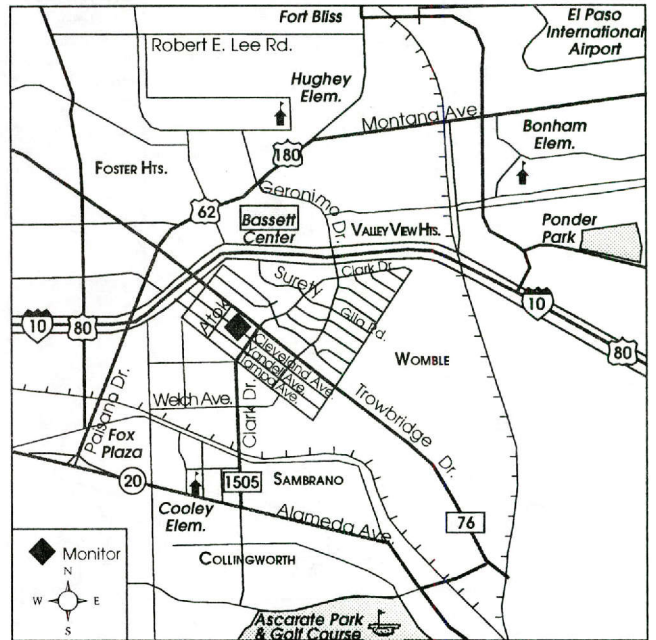 Fort Bliss
El Paso
International
Airport
Robert E. Lee Rd.
Hughey
Elem.
Montana Ave.
Bonham
Elem.
180
FOSTER HTS.
Geronimo Dr.
62
Bassett
Center
VALLEY VIEW HTS.
Ponder
Park
Surety
Clark Dr.
Gila Rd.
10
80
10
80
Cleveland Ave.
Yandell Ave.
Tampa Ave.
WOMBLE
Paisano Dr.
Welch Ave.
Clark Dr.
Trowbridge Dr.
Fox
Plaza
20
1505
SAMBRANO
Cooley
Elem.
Alameda Ave.
76
COLLINGWORTH
Monitor
N
W E
S
Ascarate Park
& Golf Course